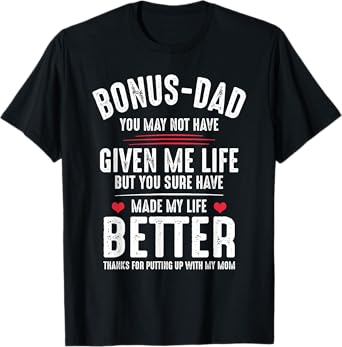 BONUS-DAD
YOU MAY NOT HAVE
GIVEN ME LIFE
BUT YOU SURE HAVE
MADE MY LIFE
BETTER
THANKS FOR PUTTING UP WITH MY MOM